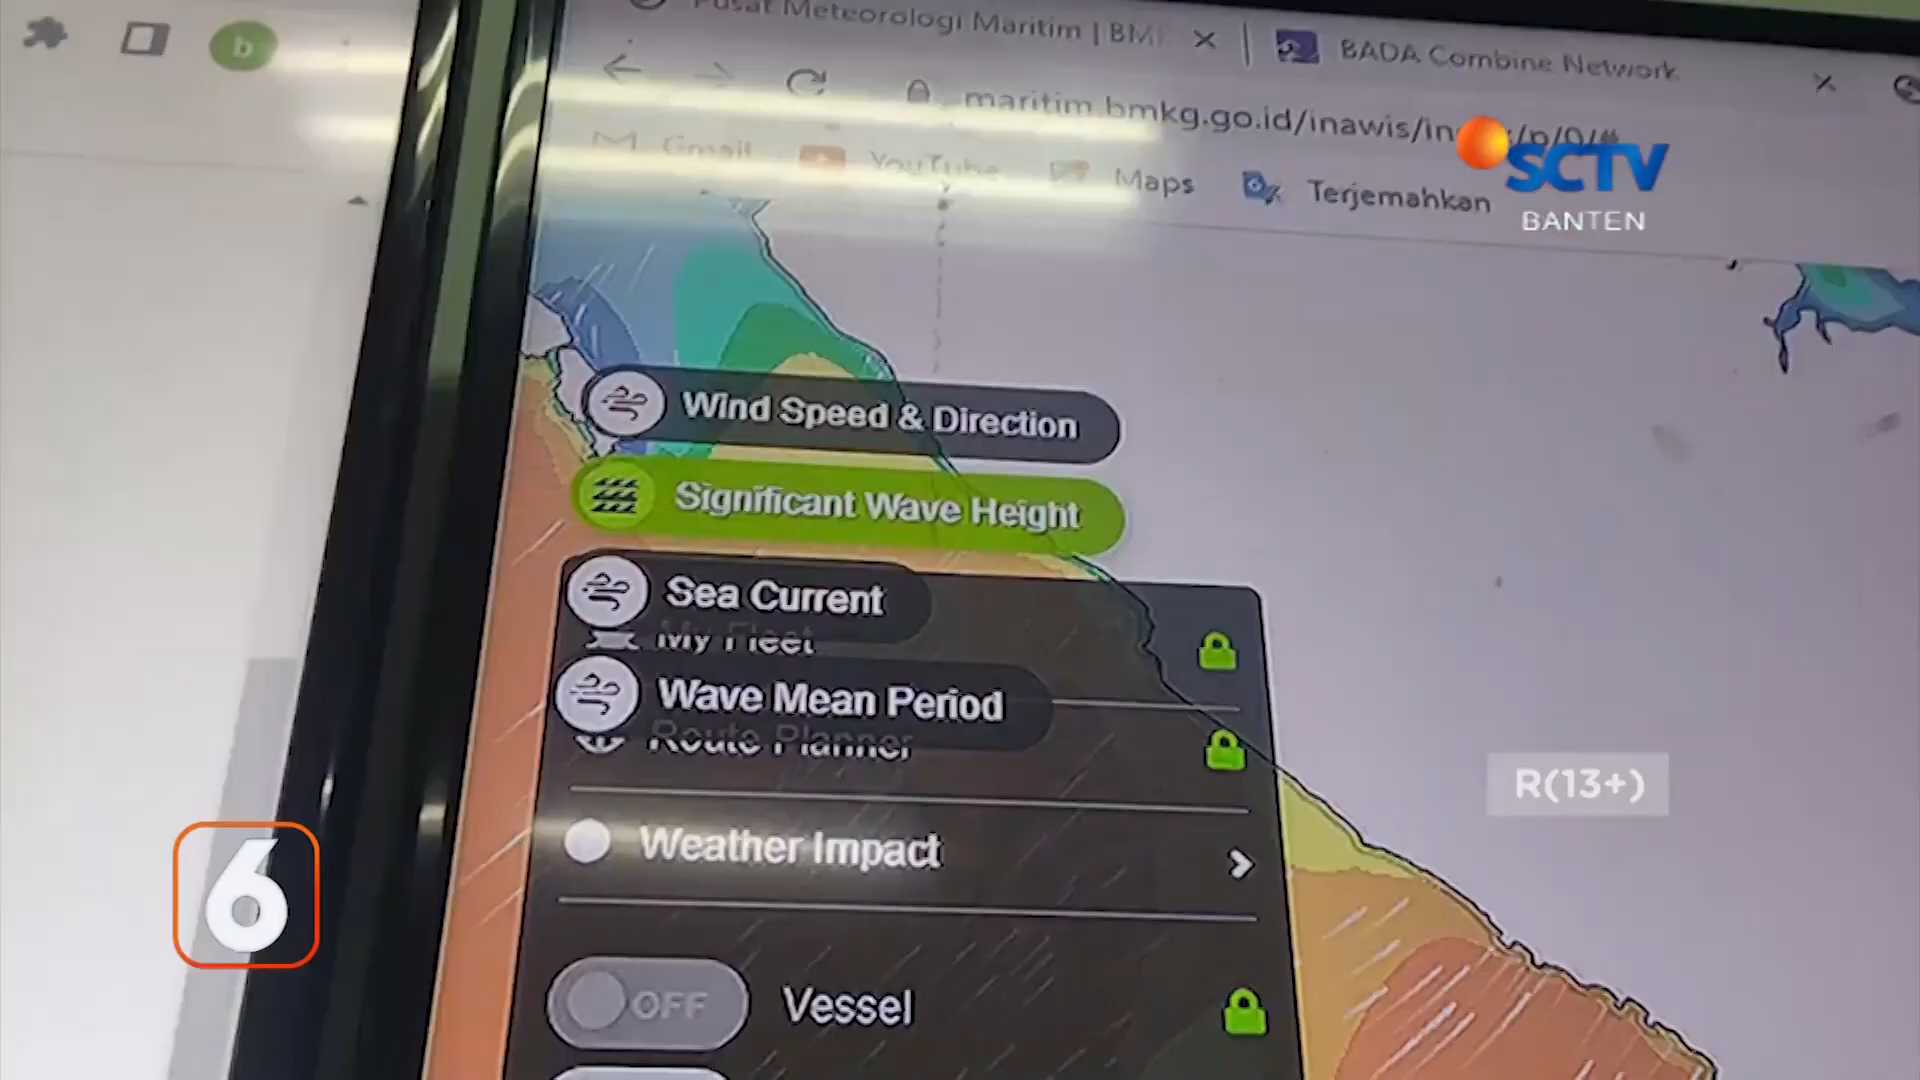 b
Pusat Meteorologi Maritim | BM
BADA Combine Network
maritim.bmkg.go.id/inawis/in
/p/0/#
Gmail
YouTube
Maps
Terjemahkan
SCTV
BANTEN
Wind Speed & Direction
Significant Wave Height
Sea Current
My Fleet
Wave Mean Period
Route Planner
R(13+)
Weather Impact
6
OFF
Vessel